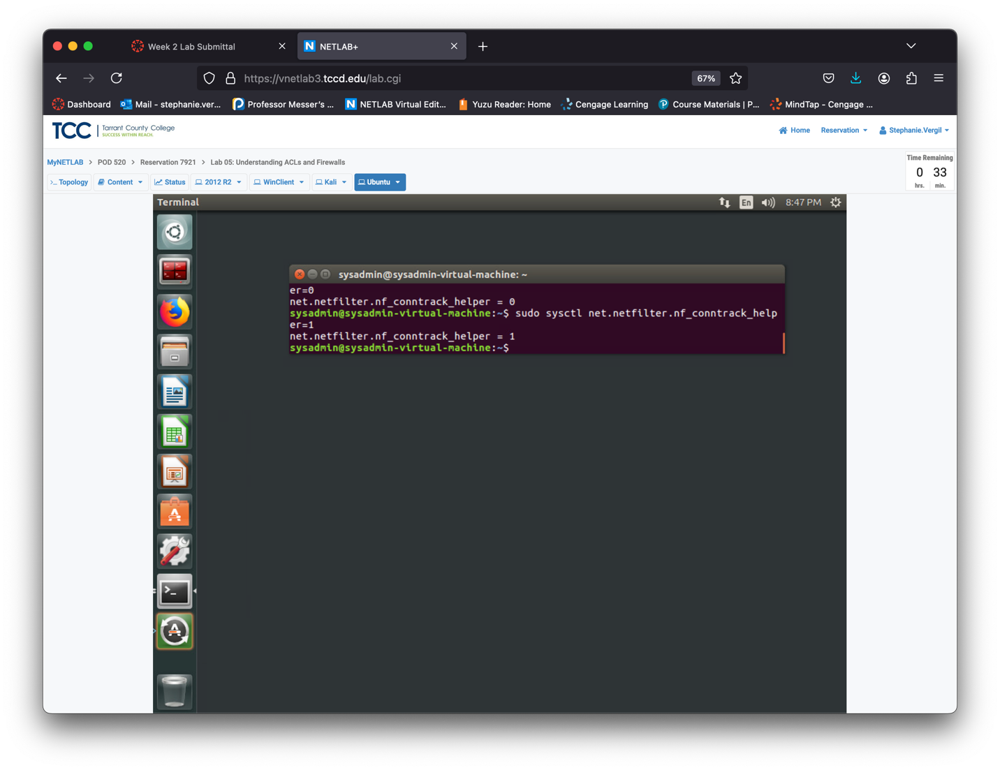 Week 2 Lab Submittal
NETLAB+
https://vnetlab3.tccd.edu/lab.cgi
67%
Dashboard
Mail - stephanie.ver...
Professor Messer's ...
NETLAB Virtual Edit...
Yuzu Reader: Home
Cengage Learning
Course Materials | P...
MindTap - Cengage ...
TCC
Tarrant County College
SUCCESS WITHIN REACH.
Home
Reservation
Stephanie.Vergil
MyNETLAB > POD 520 > Reservation 7921 > Lab 05: Understanding ACLs and Firewalls
Time Remaining
0 33
hrs. min.
>_ Topology
Content
Status
2012 R2
WinClient
Kali
Ubuntu
Terminal
En
8:47 PM
sysadmin@sysadmin-virtual-machine: ~
er=0
net.netfilter.nf_conntrack_helper = 0
sysadmin@sysadmin-virtual-machine:~$ sudo sysctl net.netfilter.nf_conntrack_help
er=1
net.netfilter.nf_conntrack_helper = 1
sysadmin@sysadmin-virtual-machine:~$